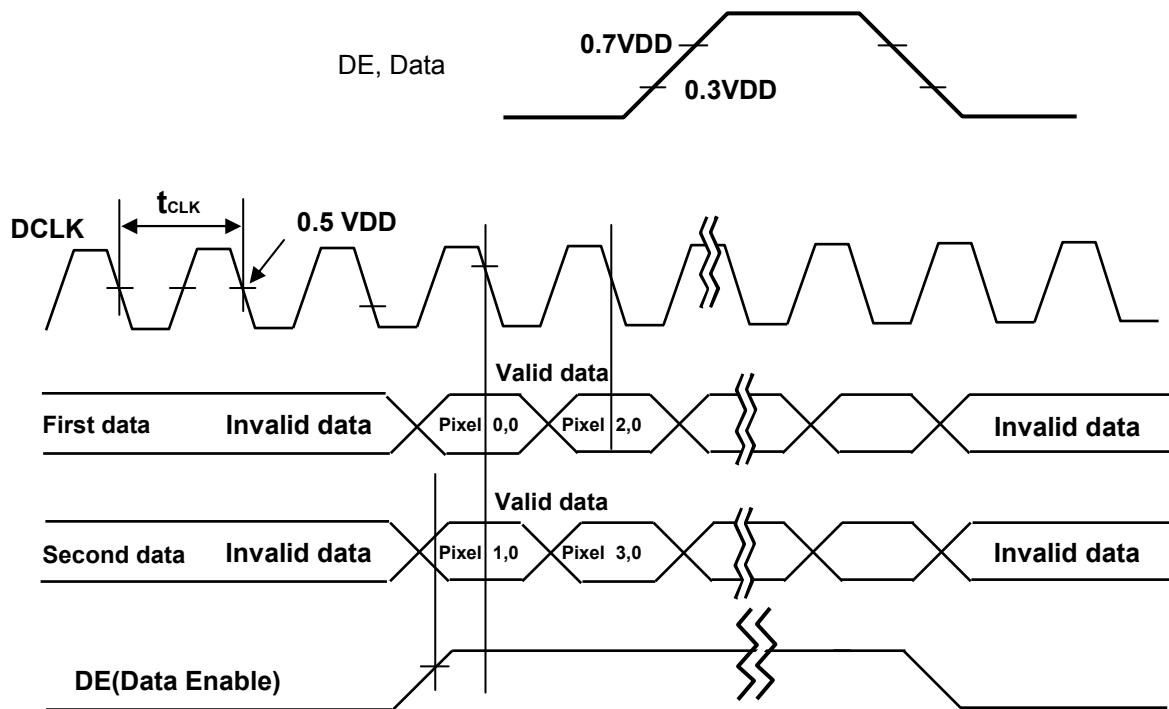 0.7VDD
DE, Data
0.3VDD
tCLK
0.5 VDD
DCLK
Valid data
First data Invalid data Pixel 0,0 Pixel 2,0 Invalid data
Valid data
Second data Invalid data Pixel 1,0 Pixel 3,0 Invalid data
DE(Data Enable)